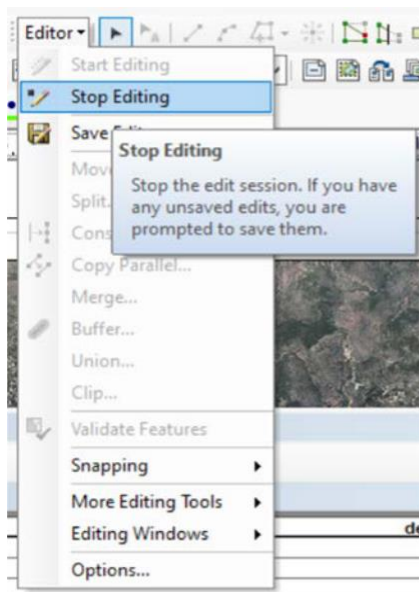 Editor
Start Editing
Stop Editing
Save
Stop Editing
Stop the edit session. If you have
any unsaved edits, you are
prompted to save them.
Split.
Copy Parallel...
Merge...
Buffer...
Union...
Clip...
Validate Features
Snapping
More Editing Tools
Editing Windows
Options...